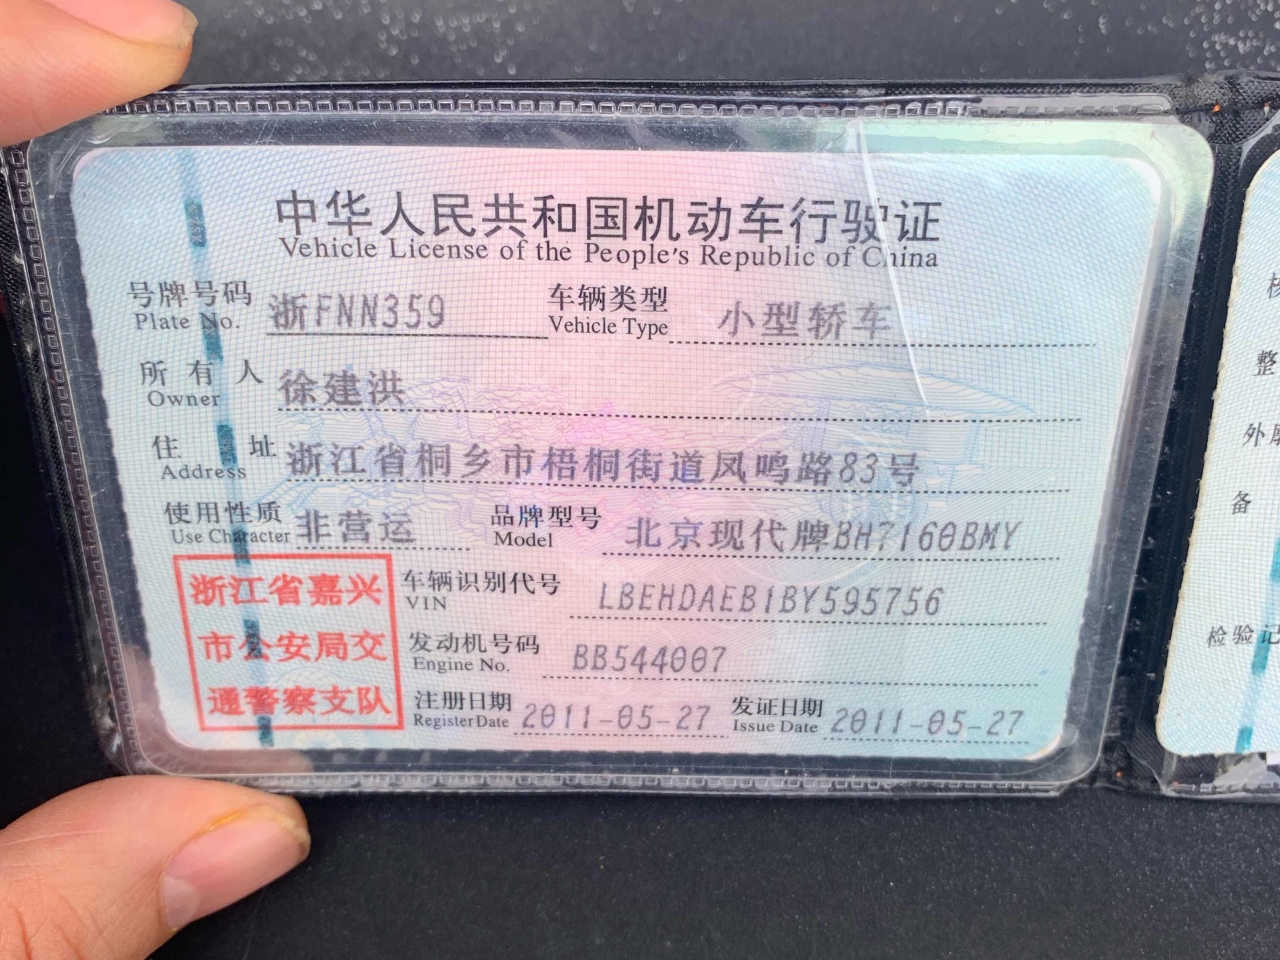 中华人民共和国机动车行驶证
Vehicle License of the People's Republic of China
号牌号码 浙FNN359 车辆类型 小型轿车
Plate No. Vehicle Type
所有人 徐建洪
Owner
住址 浙江省桐乡市梧桐街道凤鸣路83号
Address
使用性质 非营运 品牌型号 北京现代牌BH7160BMY
Use Character Model
浙江省嘉兴
市公安局交
通警察支队
车辆识别代号 LBEHDAEB1BY595756
VIN
发动机号码 BB544007
Engine No.
注册日期 2011-05-27 发证日期 2011-05-27
Register Date Issue Date
整
外廓
备
检验记